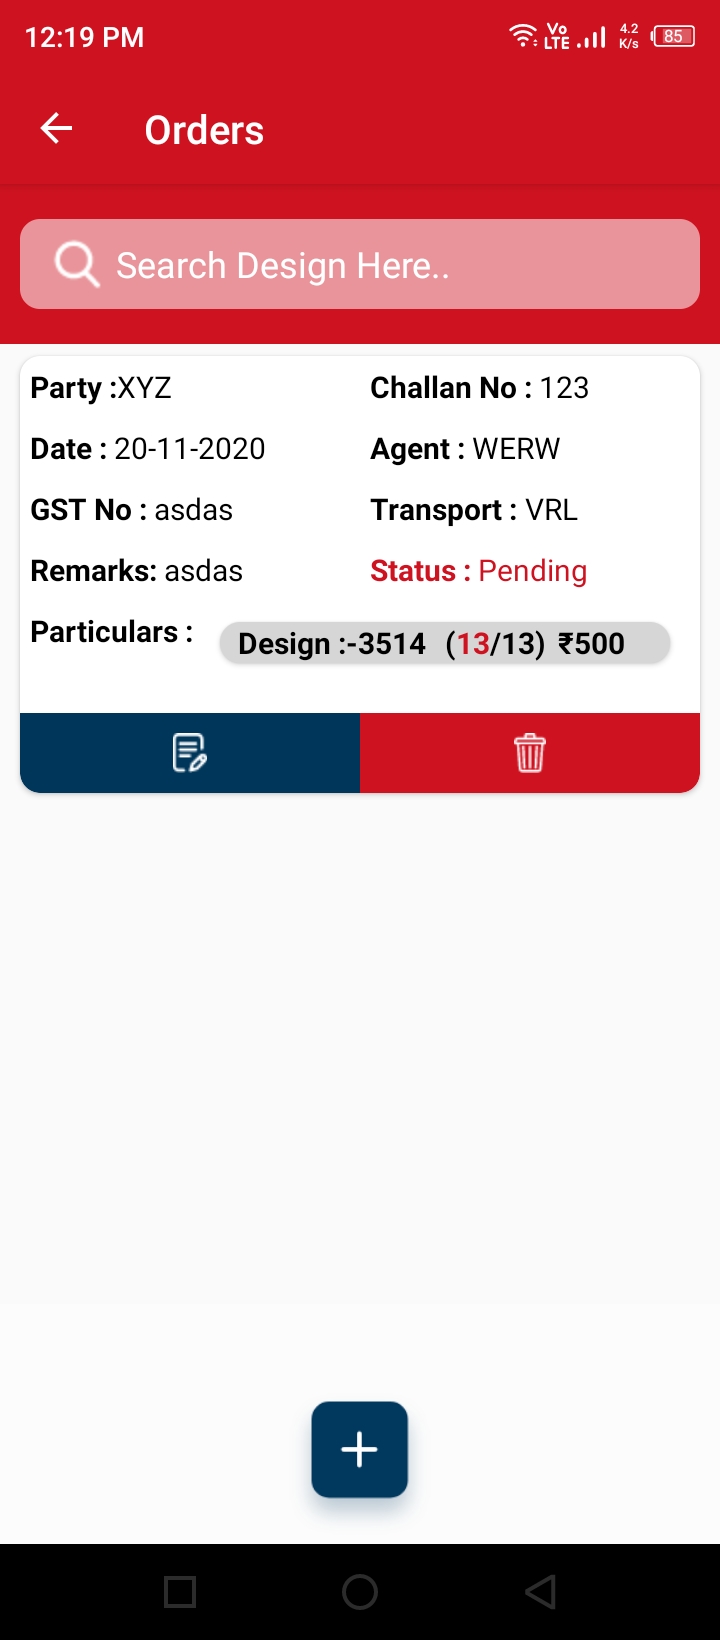 12:19 PM Vo LTE 4.2 K/s 85
Orders
Search Design Here..
Party :XYZ Challan No : 123
Date : 20-11-2020 Agent : WERW
GST No : asdas Transport : VRL
Remarks: asdas Status : Pending
Particulars : Design :-3514 (13/13) ₹500